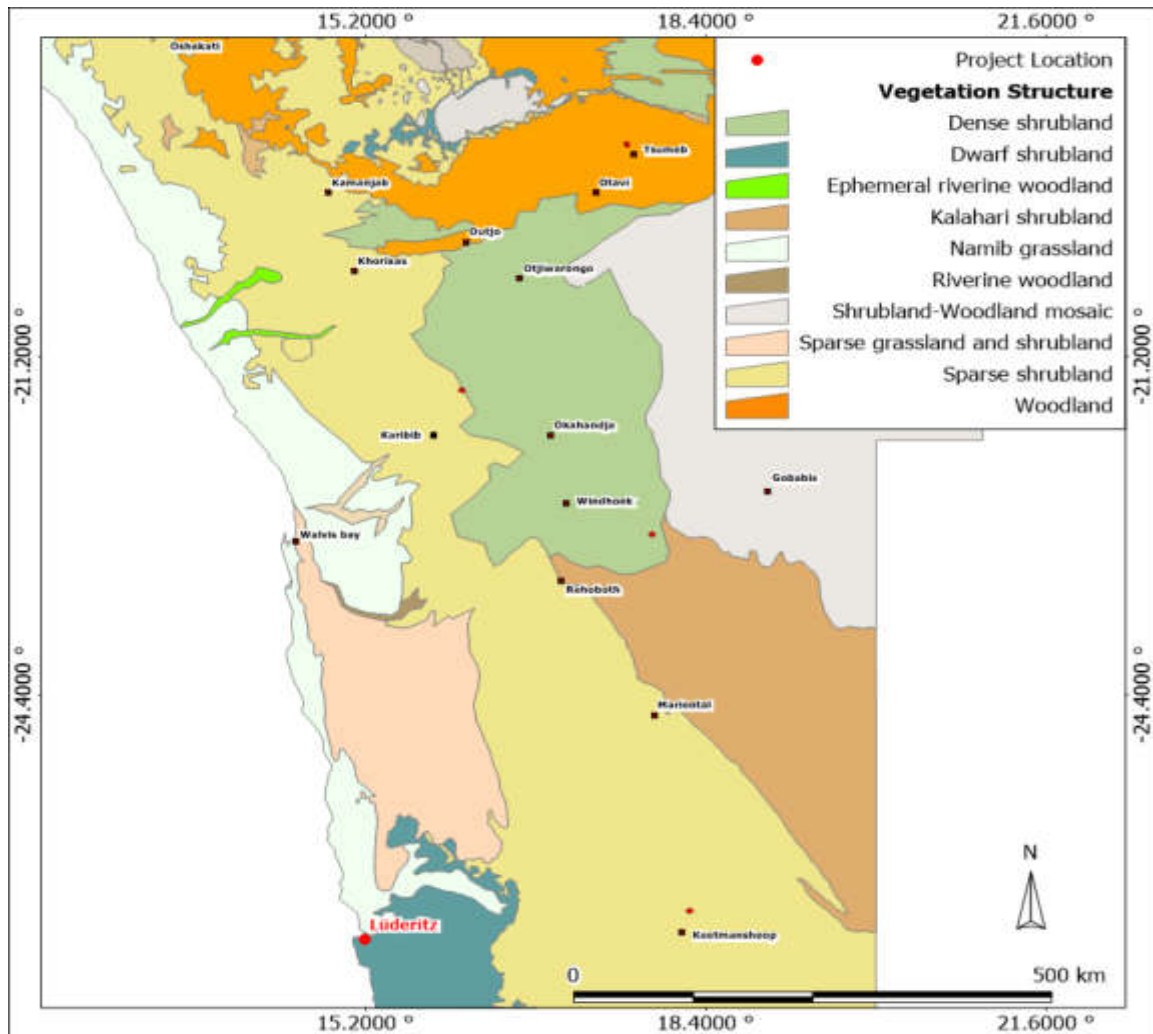 15.2000 °
18.4000 °
21.6000 °
Oshakati
Project Location
Vegetation Structure
Dense shrubland
Dwarf shrubland
Ephemeral riverine woodland
Kalahari shrubland
Namib grassland
Riverine woodland
Shrubland-Woodland mosaic
Sparse grassland and shrubland
Sparse shrubland
Woodland
Tsumeb
Kamanjab
Otavi
Outjo
Khorixas
Otjiwarongo
-21.2000 °
-21.2000 °
Karibib
Okahandja
Gobabis
Windhoek
Walvis bay
Rehoboth
-24.4000 °
-24.4000 °
Mariental
N
Lüderitz
Keetmanshoop
0
500 km
15.2000 °
18.4000 °
21.6000 °